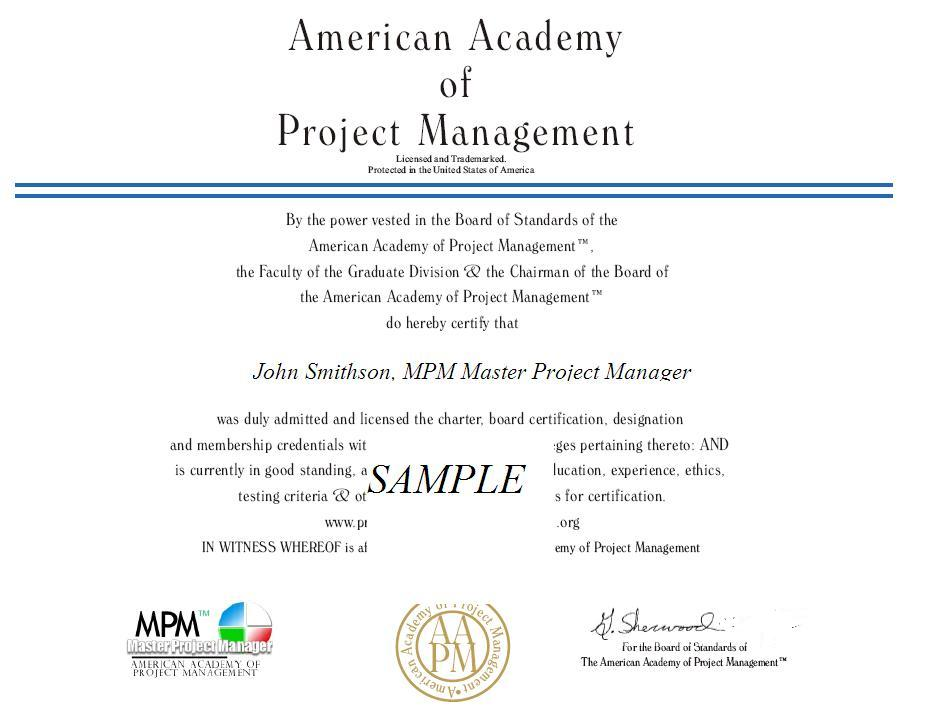 American Academy
of
Project Management
Licensed and Trademarked.
Protected in the United States of America
By the power vested in the Board of Standards of the
American Academy of Project Management™,
the Faculty of the Graduate Division & the Chairman of the Board of
the American Academy of Project Management™
do hereby certify that
John Smithson, MPM Master Project Manager
was duly admitted and licensed the charter, board certification, designation
and membership credentials wit ges pertaining thereto: AND
is currently in good standing, a lucation, experience, ethics,
SAMPLE
testing criteria & ot s for certification.
www.pr .org
IN WITNESS WHEREOF is af emy of Project Management
MPM™
Master Project Manager
AMERICAN ACADEMY OF
PROJECT MANAGEMENT
American Academy of Project Management
AA
PM
G. Sherwood
For the Board of Standards of
The American Academy of Project Management™